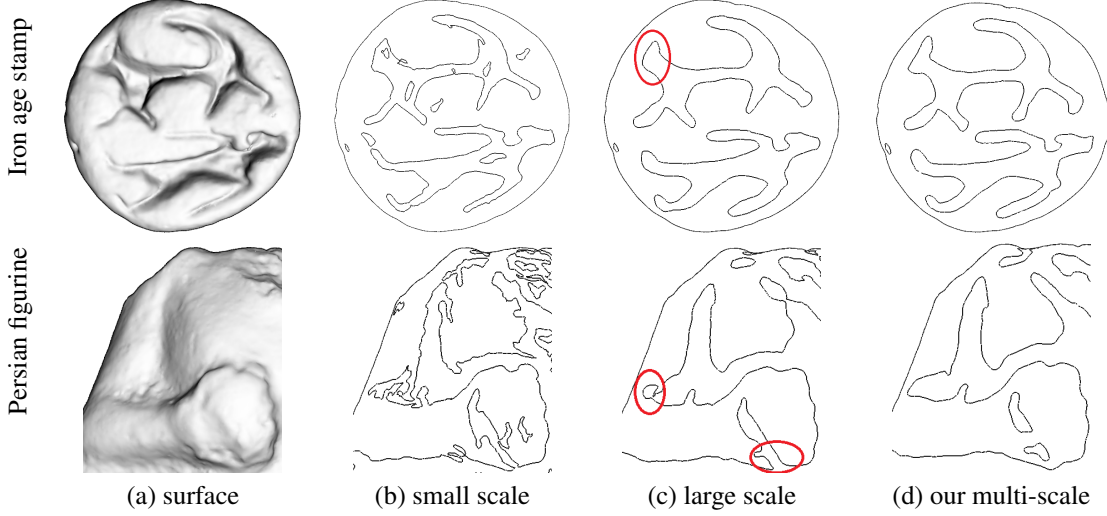 Iron age stamp
Persian figurine
(a) surface
(b) small scale
(c) large scale
(d) our multi-scale